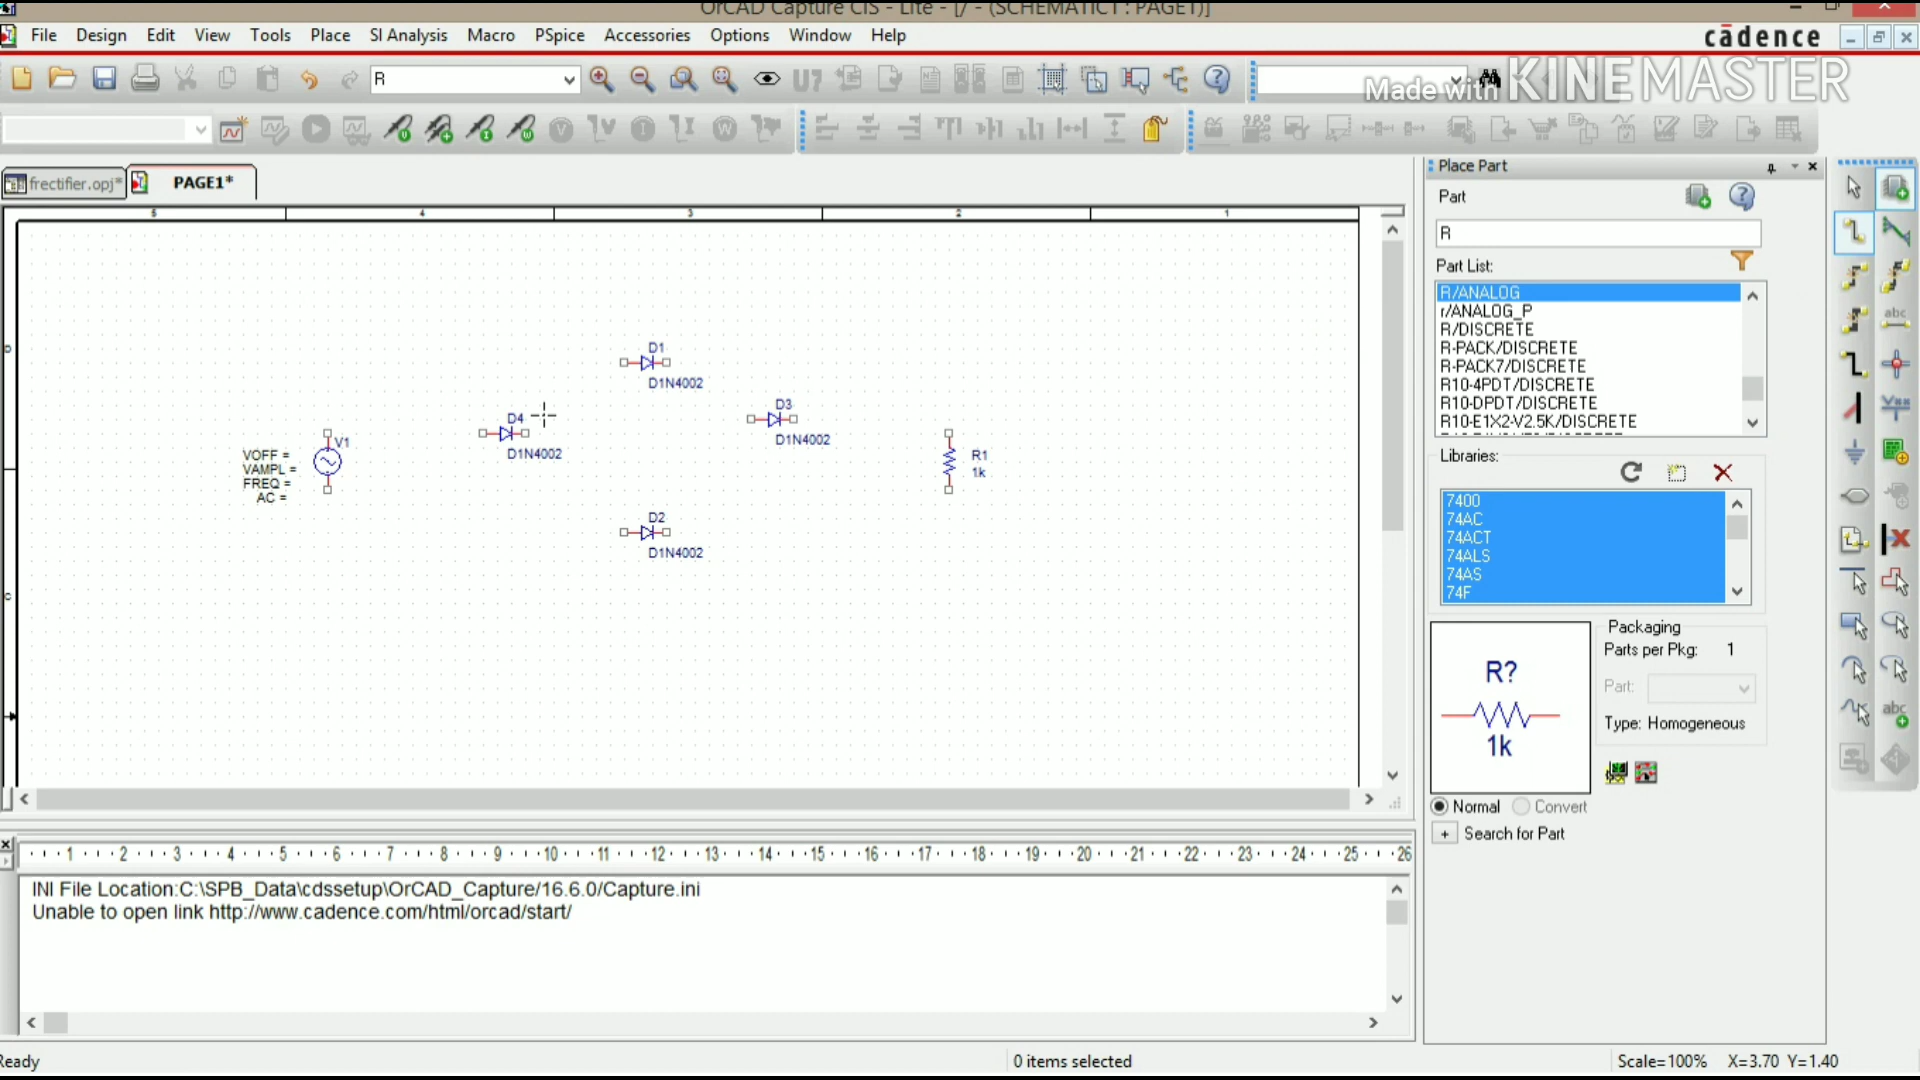 OrCAD Capture CIS - Lite - [/ - (SCHEMATIC1 : PAGE1)]
File Design Edit View Tools Place SI Analysis Macro PSpice Accessories Options Window Help
cādence
R
U?
Made with KINEMASTER
frectifier.opj*
PAGE1*
5 4 3 2 1
D
C
D1
D1N4002
D4
D1N4002
D3
D1N4002
V1
VOFF =
VAMPL =
FREQ =
AC =
R1
1k
D2
D1N4002
Place Part
Part
R
Part List:
R/ANALOG
r/ANALOG_P
R/DISCRETE
R-PACK/DISCRETE
R-PACK7/DISCRETE
R10-4PDT/DISCRETE
R10-DPDT/DISCRETE
R10-E1X2-V2.5K/DISCRETE
Libraries:
7400
74AC
74ACT
74ALS
74AS
74F
R?
1k
Packaging
Parts per Pkg: 1
Part:
Type: Homogeneous
Normal Convert
+ Search for Part
abc
abc
1 2 3 4 5 6 7 8 9 10 11 12 13 14 15 16 17 18 19 20 21 22 23 24 25 26
INI File Location:C:\SPB_Data\cdssetup\OrCAD_Capture/16.6.0/Capture.ini
Unable to open link http://www.cadence.com/html/orcad/start/
Ready
0 items selected
Scale=100% X=3.70 Y=1.40